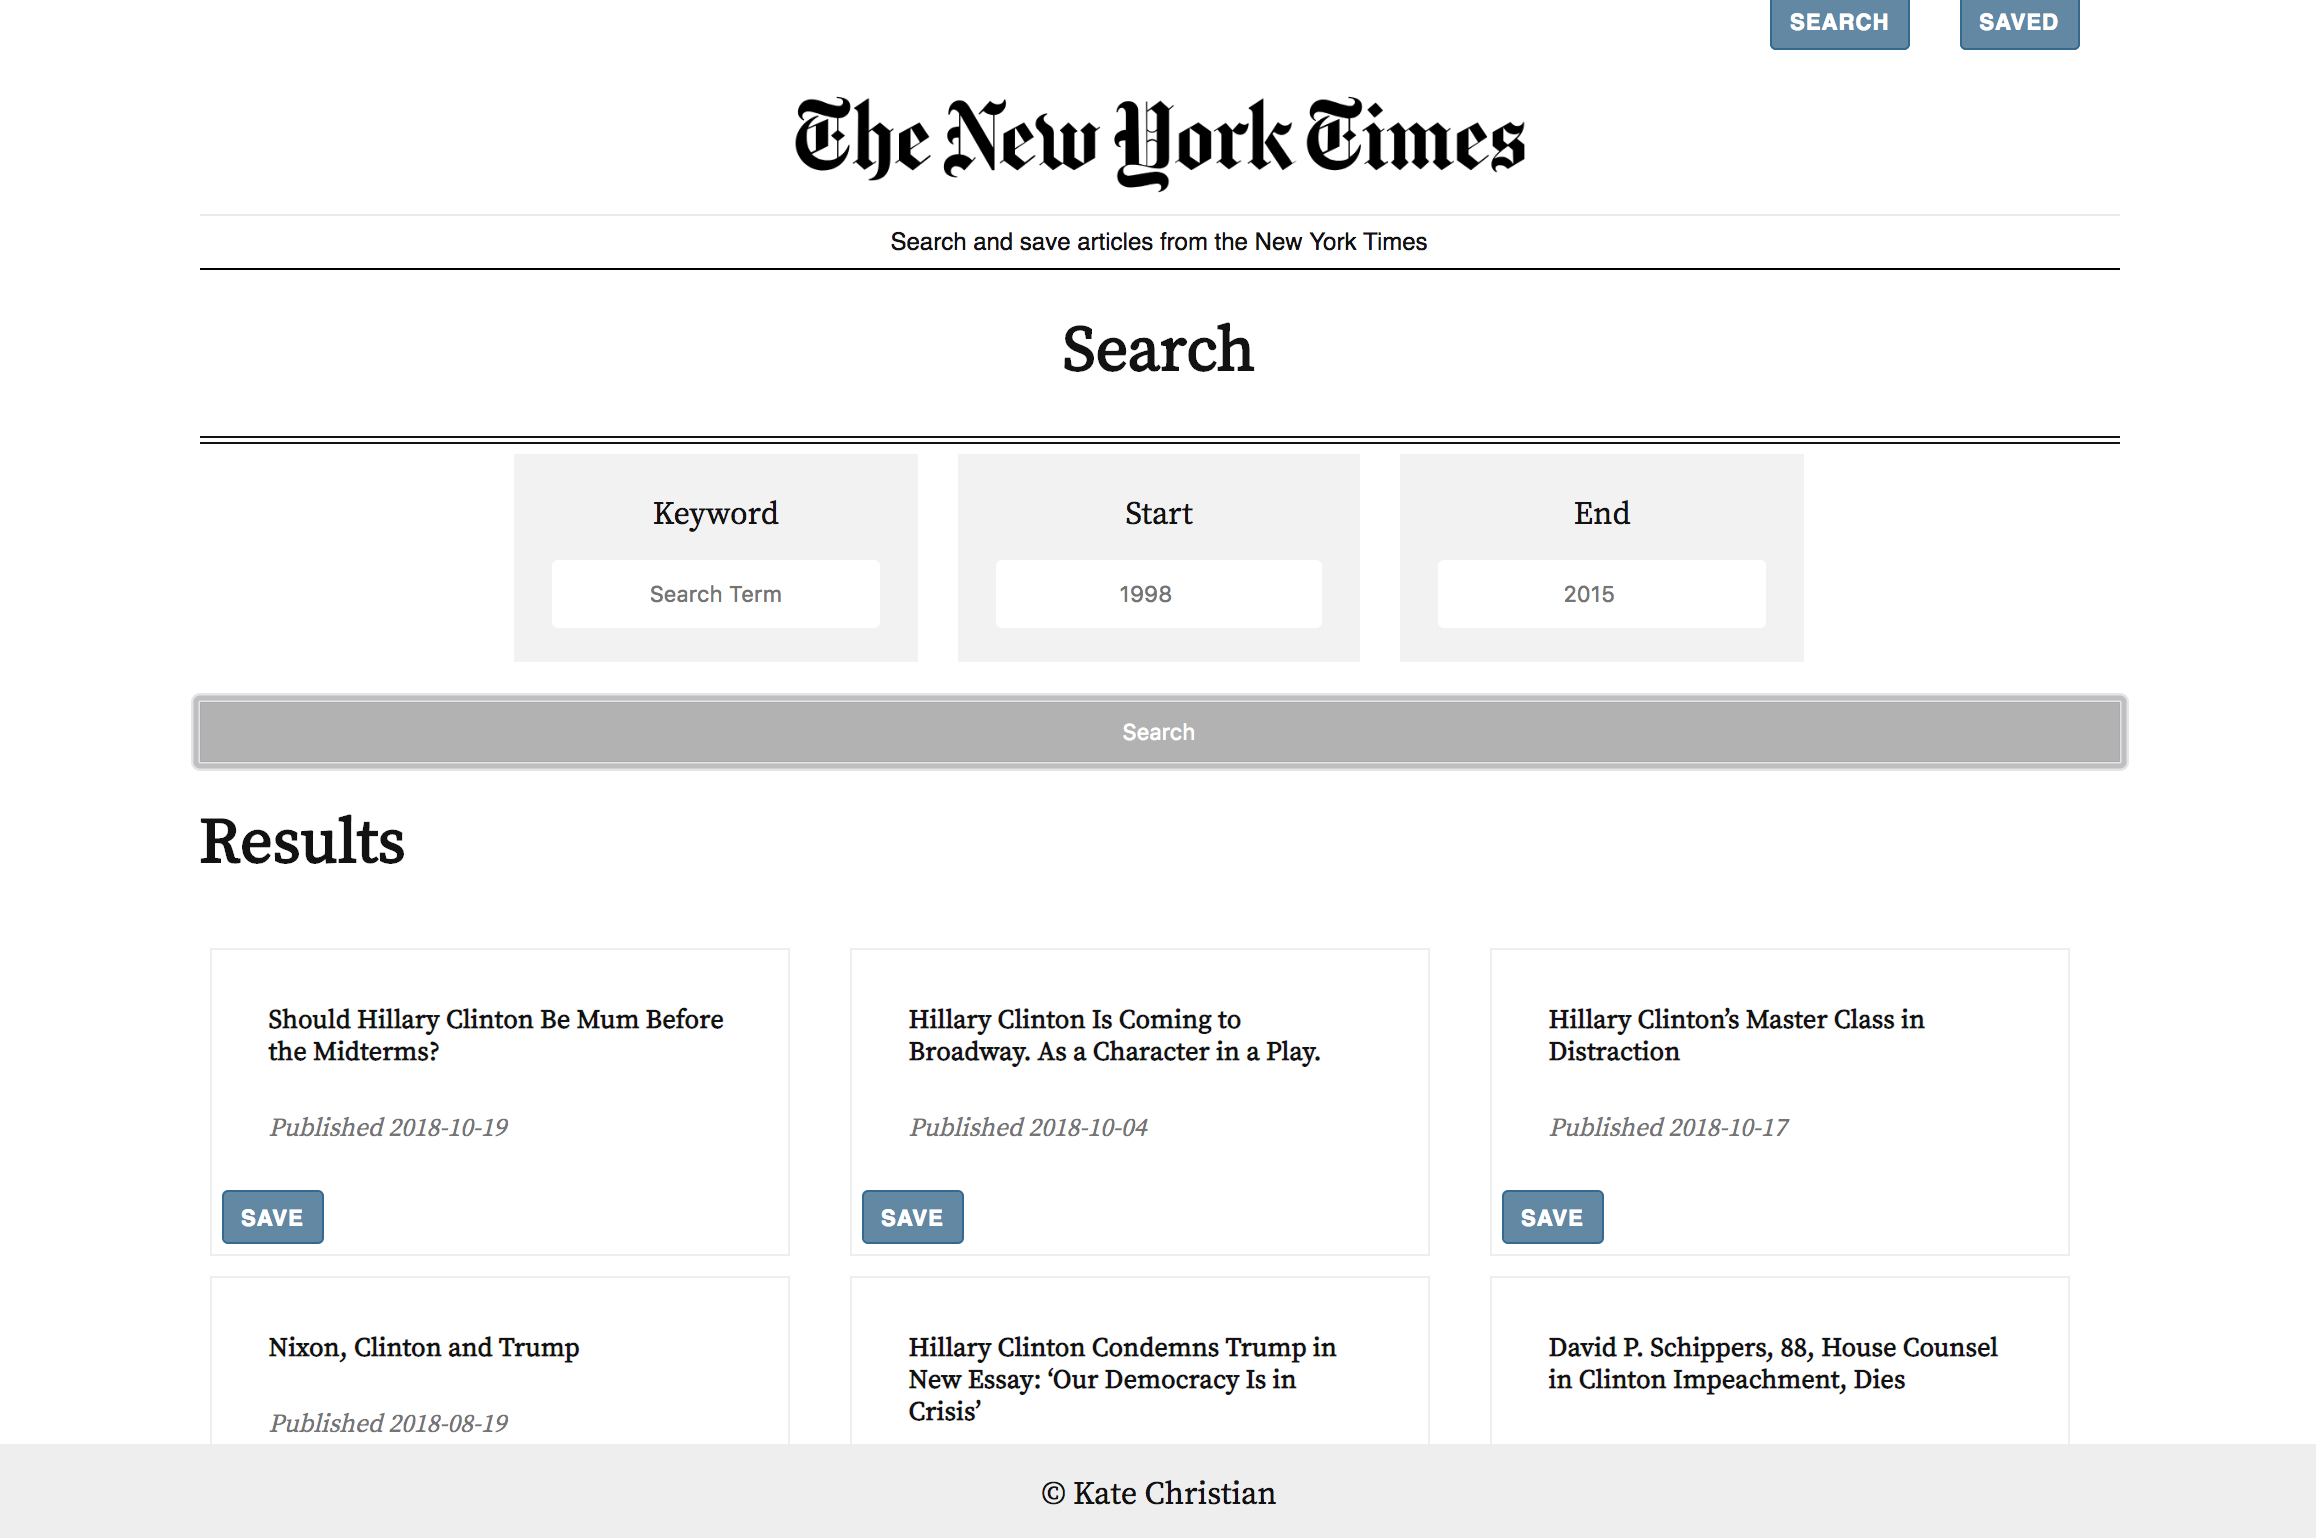 SEARCH SAVED
The New York Times
Search and save articles from the New York Times
Search
Keyword Start End
Search Term 1998 2015
Search
Results
Should Hillary Clinton Be Mum Before
the Midterms?
Published 2018-10-19
SAVE
Hillary Clinton Is Coming to
Broadway. As a Character in a Play.
Published 2018-10-04
SAVE
Hillary Clinton’s Master Class in
Distraction
Published 2018-10-17
SAVE
Nixon, Clinton and Trump
Published 2018-08-19
Hillary Clinton Condemns Trump in
New Essay: ‘Our Democracy Is in
Crisis’
David P. Schippers, 88, House Counsel
in Clinton Impeachment, Dies
© Kate Christian